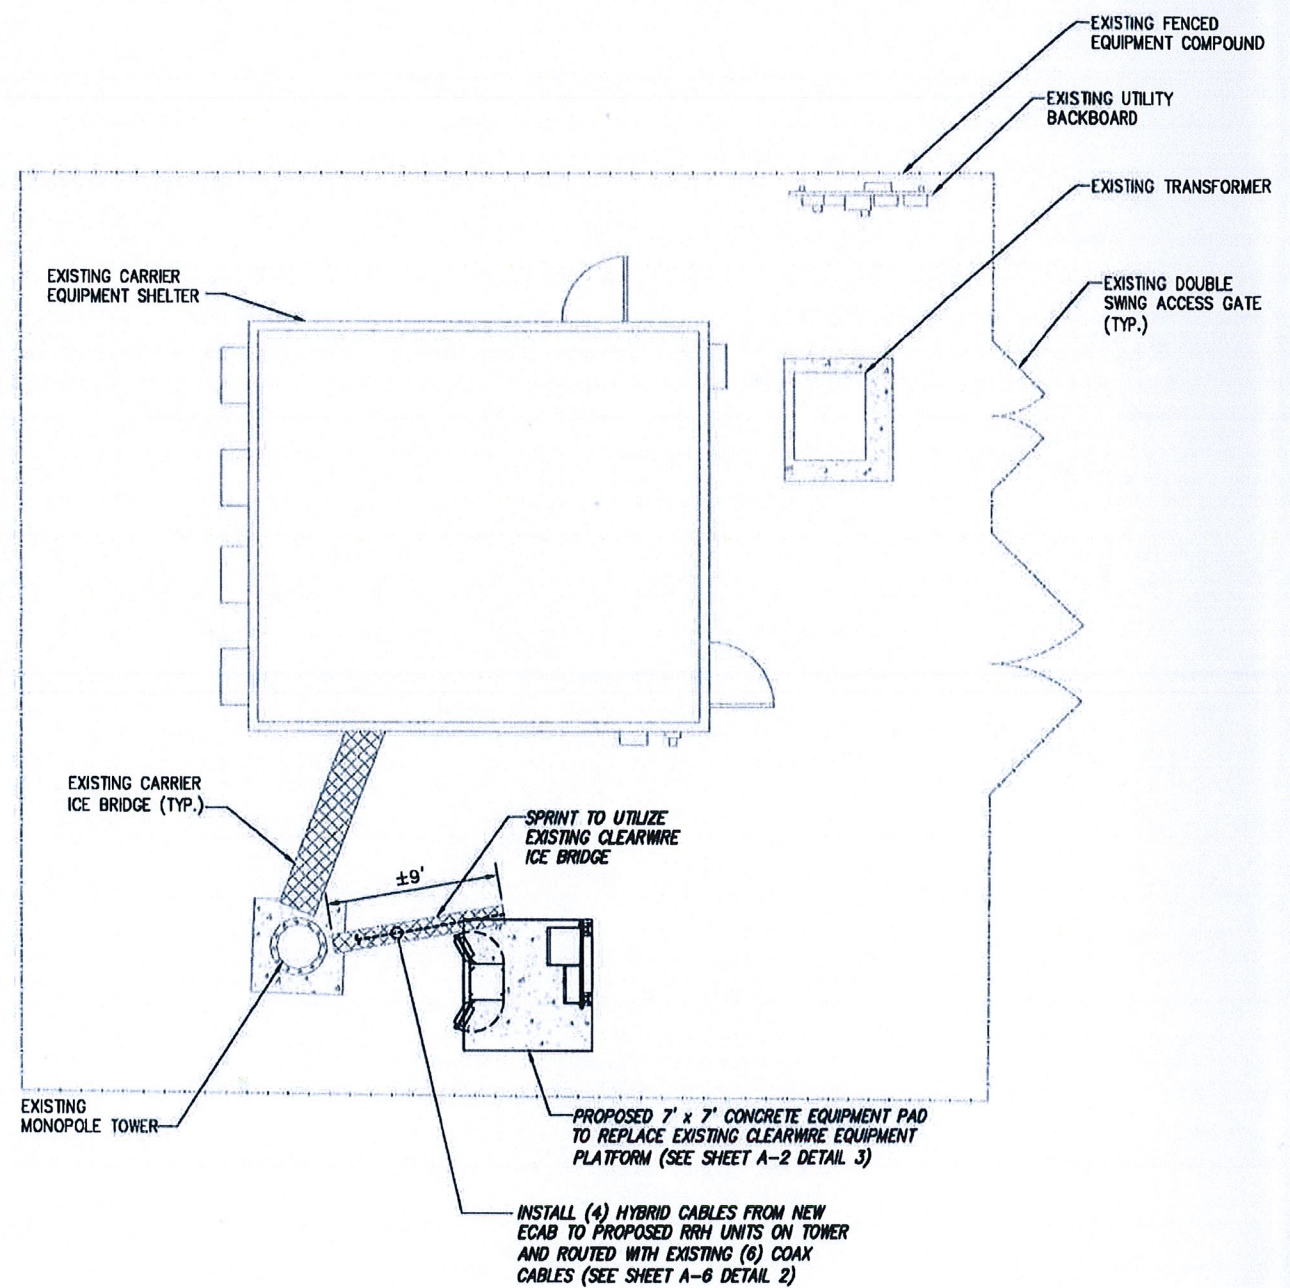 EXISTING FENCED
EQUIPMENT COMPOUND
EXISTING UTILITY
BACKBOARD
EXISTING TRANSFORMER
EXISTING CARRIER
EQUIPMENT SHELTER
EXISTING DOUBLE
SWING ACCESS GATE
(TYP.)
EXISTING CARRIER
ICE BRIDGE (TYP.)
SPRINT TO UTILIZE
EXISTING CLEARWIRE
ICE BRIDGE
±9'
EXISTING
MONOPOLE TOWER
PROPOSED 7' x 7' CONCRETE EQUIPMENT PAD
TO REPLACE EXISTING CLEARWIRE EQUIPMENT
PLATFORM (SEE SHEET A-2 DETAIL 3)
INSTALL (4) HYBRID CABLES FROM NEW
ECAB TO PROPOSED RRH UNITS ON TOWER
AND ROUTED WITH EXISTING (6) COAX
CABLES (SEE SHEET A-6 DETAIL 2)